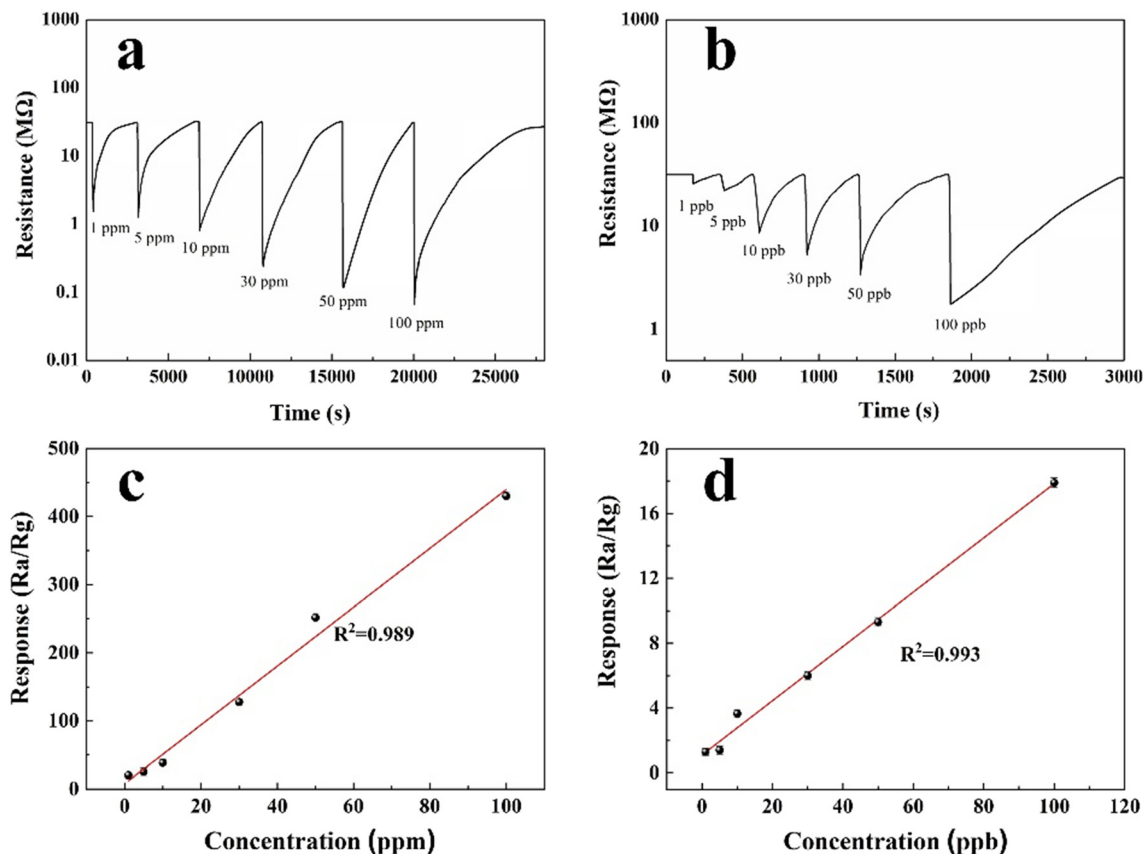 a
1000
100
10
1
0.1
0.01
Resistance (MΩ)
1 ppm
5 ppm
10 ppm
30 ppm
50 ppm
100 ppm
0
5000
10000
15000
20000
25000
Time (s)
b
1000
100
10
1
Resistance (MΩ)
1 ppb
5 ppb
10 ppb
30 ppb
50 ppb
100 ppb
0
500
1000
1500
2000
2500
3000
Time (s)
c
500
400
300
200
100
0
Response (Ra/Rg)
R²=0.989
0
20
40
60
80
100
Concentration (ppm)
d
20
16
12
8
4
0
Response (Ra/Rg)
R²=0.993
0
20
40
60
80
100
120
Concentration (ppb)